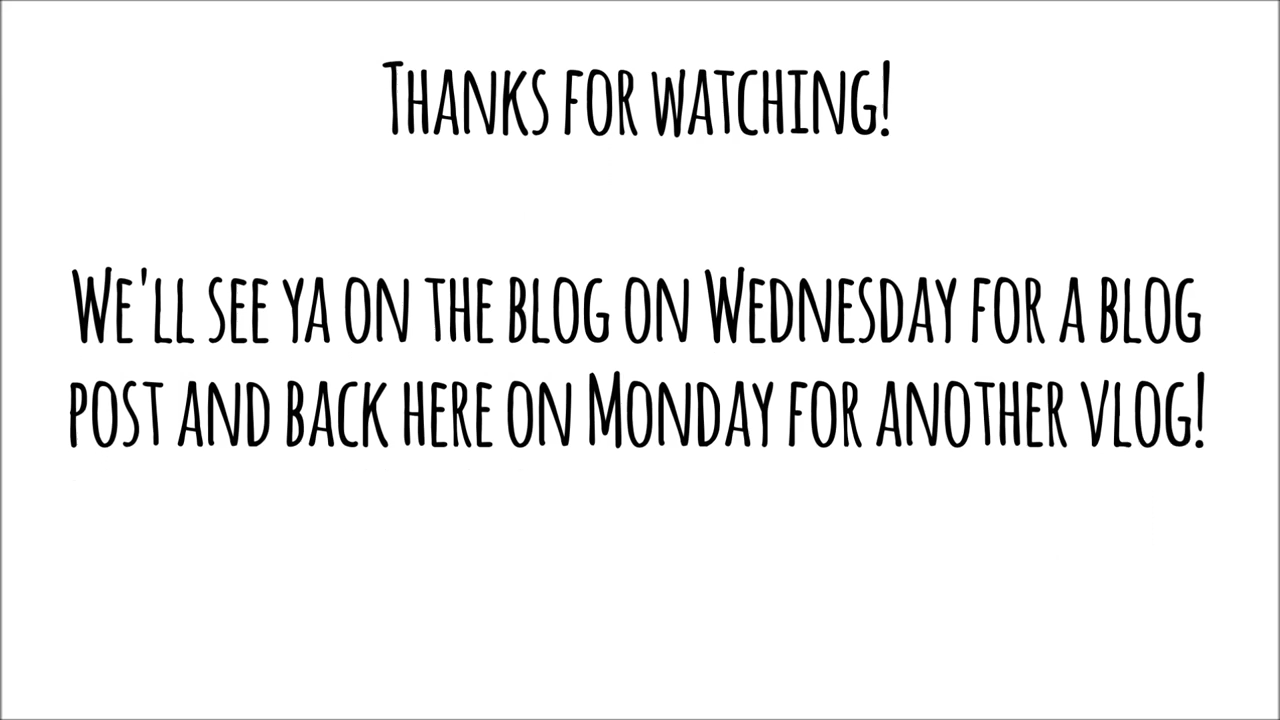 Thanks for watching!
We'll see ya on the blog on Wednesday for a blog
post and back here on Monday for another vlog!